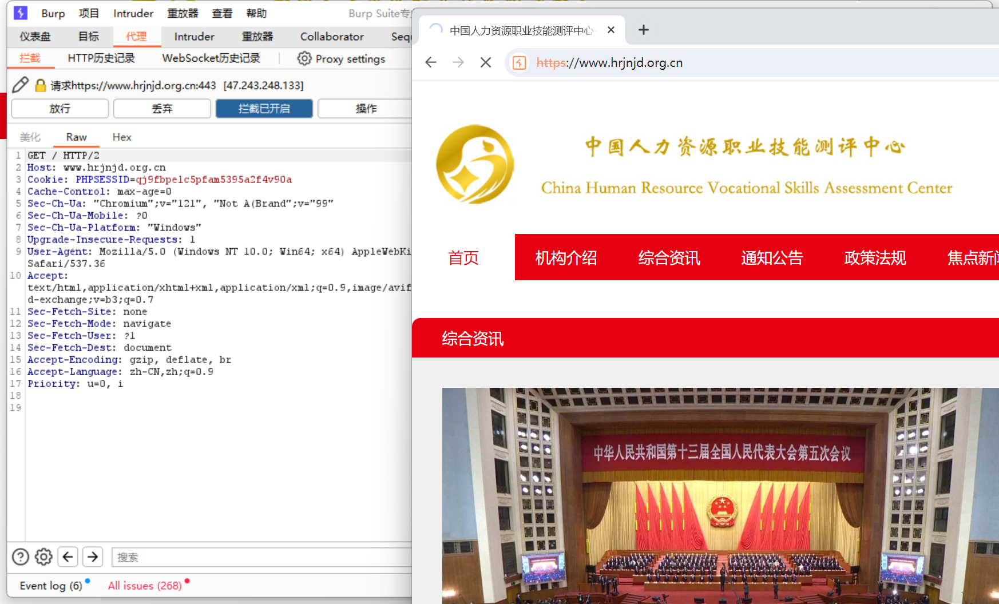 Burp 项目 Intruder 重放器 查看 帮助 Burp Suite专
仪表盘 目标 代理 Intruder 重放器 Collaborator Sequ
拦截 HTTP历史记录 WebSocket历史记录 Proxy settings
请求https://www.hrjnjd.org.cn:443 [47.243.248.133]
放行 丢弃 拦截已开启 操作
美化 Raw Hex
1 GET / HTTP/2
2 Host: www.hrjnjd.org.cn
3 Cookie: PHPSESSID=qj9fbpelc5pfam5395a2f4v90a
4 Cache-Control: max-age=0
5 Sec-Ch-Ua: "Chromium";v="121", "Not A(Brand";v="99"
6 Sec-Ch-Ua-Mobile: ?0
7 Sec-Ch-Ua-Platform: "Windows"
8 Upgrade-Insecure-Requests: 1
9 User-Agent: Mozilla/5.0 (Windows NT 10.0; Win64; x64) AppleWebKi
Safari/537.36
10 Accept:
text/html,application/xhtml+xml,application/xml;q=0.9,image/avif
d-exchange;v=b3;q=0.7
11 Sec-Fetch-Site: none
12 Sec-Fetch-Mode: navigate
13 Sec-Fetch-User: ?1
14 Sec-Fetch-Dest: document
15 Accept-Encoding: gzip, deflate, br
16 Accept-Language: zh-CN,zh;q=0.9
17 Priority: u=0, i
18
19
搜索
Event log (6) All issues (268)
中国人力资源职业技能测评中心
https://www.hrjnjd.org.cn
中国人力资源职业技能测评中心
China Human Resource Vocational Skills Assessment Center
首页 机构介绍 综合资讯 通知公告 政策法规 焦点新闻
综合资讯
中华人民共和国第十三届全国人民代表大会第五次会议